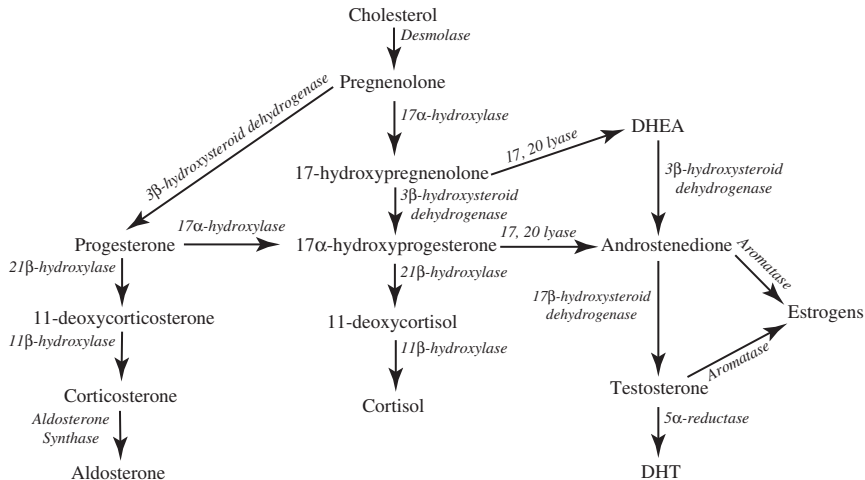 Cholesterol
Desmolase
Pregnenolone
3β-hydroxysteroid dehydrogenase
17α-hydroxylase
DHEA
17, 20 lyase
17-hydroxypregnenolone
3β-hydroxysteroid
dehydrogenase
3β-hydroxysteroid
dehydrogenase
17α-hydroxylase
17, 20 lyase
Progesterone
17α-hydroxyprogesterone
Androstenedione
Aromatase
21β-hydroxylase
21β-hydroxylase
17β-hydroxysteroid
dehydrogenase
Estrogens
11-deoxycorticosterone
11-deoxycortisol
11β-hydroxylase
11β-hydroxylase
Aromatase
Corticosterone
Cortisol
Testosterone
Aldosterone
Synthase
5α-reductase
Aldosterone
DHT